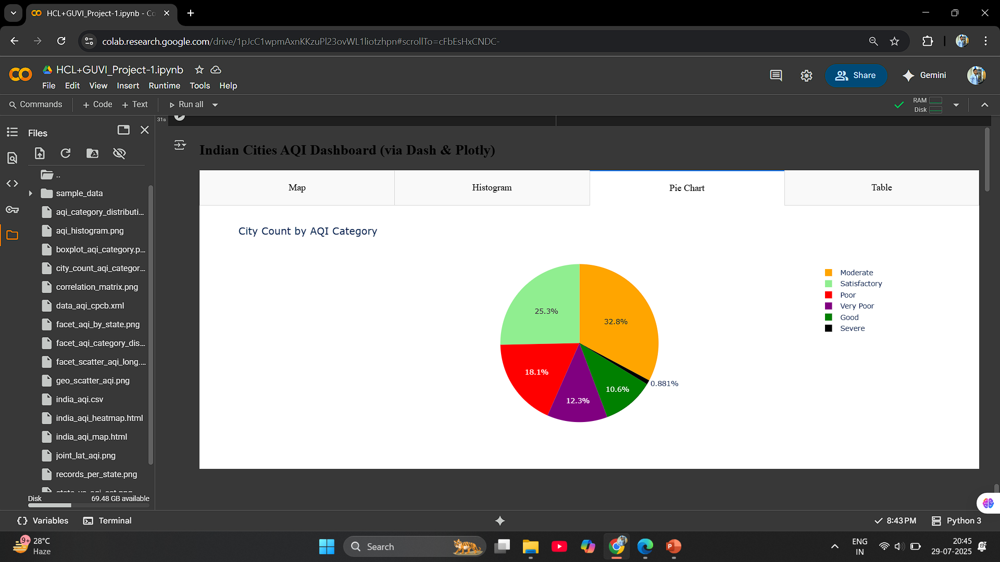 HCL+GUVI_Project-1.ipynb - Co
colab.research.google.com/drive/1pJcC1wpmAxnKKzuPl23ovWL1liotzhpn#scrollTo=cFbEsHxCNDC-
HCL+GUVI_Project-1.ipynb
File Edit View Insert Runtime Tools Help
Share
Gemini
Commands + Code + Text Run all
RAM
Disk
31s
Files
..
sample_data
aqi_category_distributi...
aqi_histogram.png
boxplot_aqi_category.p...
city_count_aqi_categor...
correlation_matrix.png
data_aqi_cpcb.xml
facet_aqi_by_state.png
facet_aqi_category_dis...
facet_scatter_aqi_long....
geo_scatter_aqi.png
india_aqi.csv
india_aqi_heatmap.html
india_aqi_map.html
joint_lat_aqi.png
records_per_state.png
Disk 69.48 GB available
Indian Cities AQI Dashboard (via Dash & Plotly)
Map Histogram Pie Chart Table
City Count by AQI Category
25.3%
32.8%
18.1%
12.3%
10.6%
0.881%
Moderate
Satisfactory
Poor
Very Poor
Good
Severe
Variables Terminal
8:43 PM Python 3
9+
28°C
Haze
Search
ENG
IN
20:45
29-07-2025